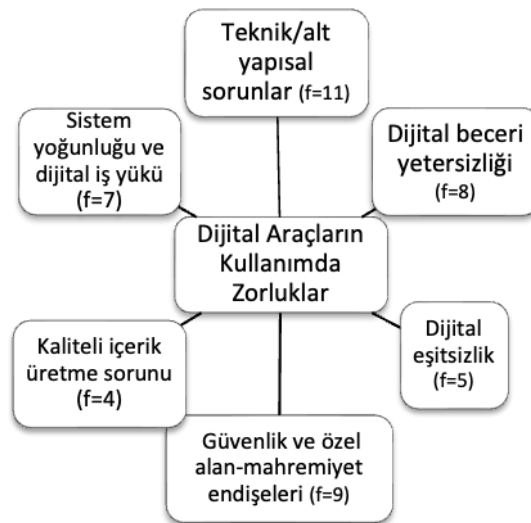 Teknik/alt
yapısal
sorunlar (f=11)
Sistem
yoğunluğu ve
dijital iş yükü
(f=7)
Dijital beceri
yetersizliği
(f=8)
Dijital Araçların
Kullanımda
Zorluklar
Kaliteli içerik
üretme sorunu
(f=4)
Dijital
eşitsizlik
(f=5)
Güvenlik ve özel
alan-mahremiyet
endişeleri (f=9)